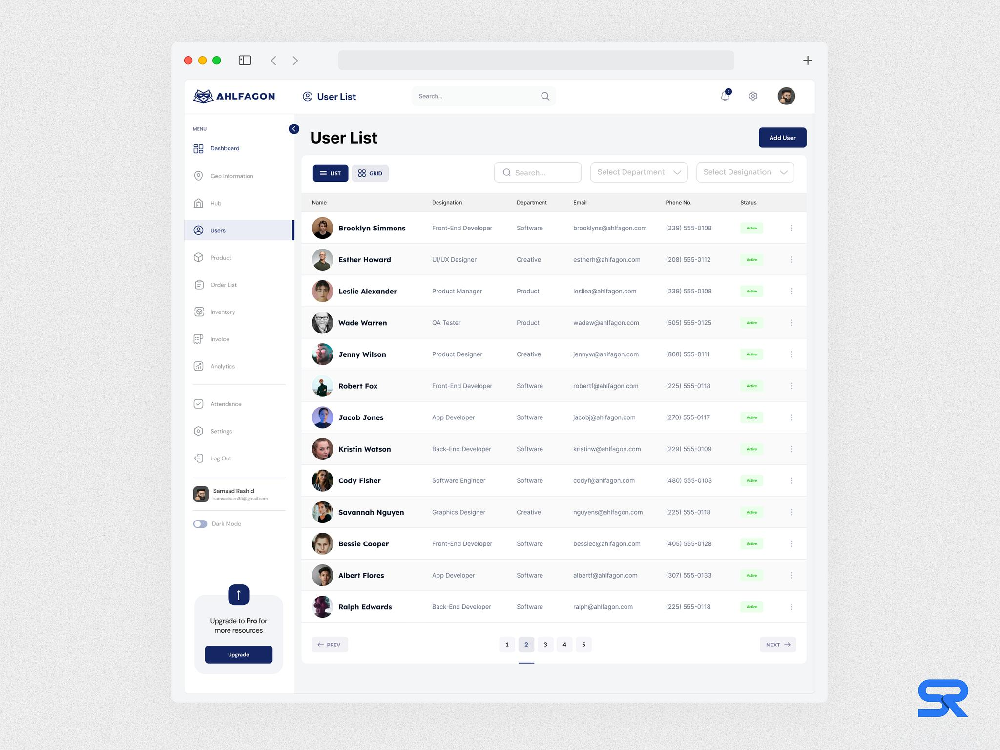 AHLFAGON
User List
Search...
3
MENU
Dashboard
Geo Information
Hub
Users
Product
Order List
Inventory
Invoice
Analytics
Attendance
Settings
Log Out
Samsad Rashid
samsadsam35@gmail.com
Dark Mode
Upgrade to Pro for
more resources
Upgrade
User List
Add User
LIST GRID Search... Select Department Select Designation
Name Designation Department Email Phone No. Status
Brooklyn Simmons Front-End Developer Software brooklyns@ahlfagon.com (239) 555-0108 Active
Esther Howard UI/UX Designer Creative estherh@ahlfagon.com (208) 555-0112 Active
Leslie Alexander Product Manager Product lesliea@ahlfagon.com (239) 555-0108 Active
Wade Warren QA Tester Product wadew@ahlfagon.com (505) 555-0125 Active
Jenny Wilson Product Designer Creative jennyw@ahlfagon.com (808) 555-0111 Active
Robert Fox Front-End Developer Software robertf@ahlfagon.com (225) 555-0118 Active
Jacob Jones App Developer Software jacobj@ahlfagon.com (270) 555-0117 Active
Kristin Watson Back-End Developer Software kristinw@ahlfagon.com (229) 555-0109 Active
Cody Fisher Software Engineer Software codyf@ahlfagon.com (480) 555-0103 Active
Savannah Nguyen Graphics Designer Creative nguyens@ahlfagon.com (225) 555-0118 Active
Bessie Cooper Front-End Developer Software bessiec@ahlfagon.com (405) 555-0128 Active
Albert Flores App Developer Software albertf@ahlfagon.com (307) 555-0133 Active
Ralph Edwards Back-End Developer Software ralph@ahlfagon.com (225) 555-0118 Active
PREV 1 2 3 4 5 NEXT
SR